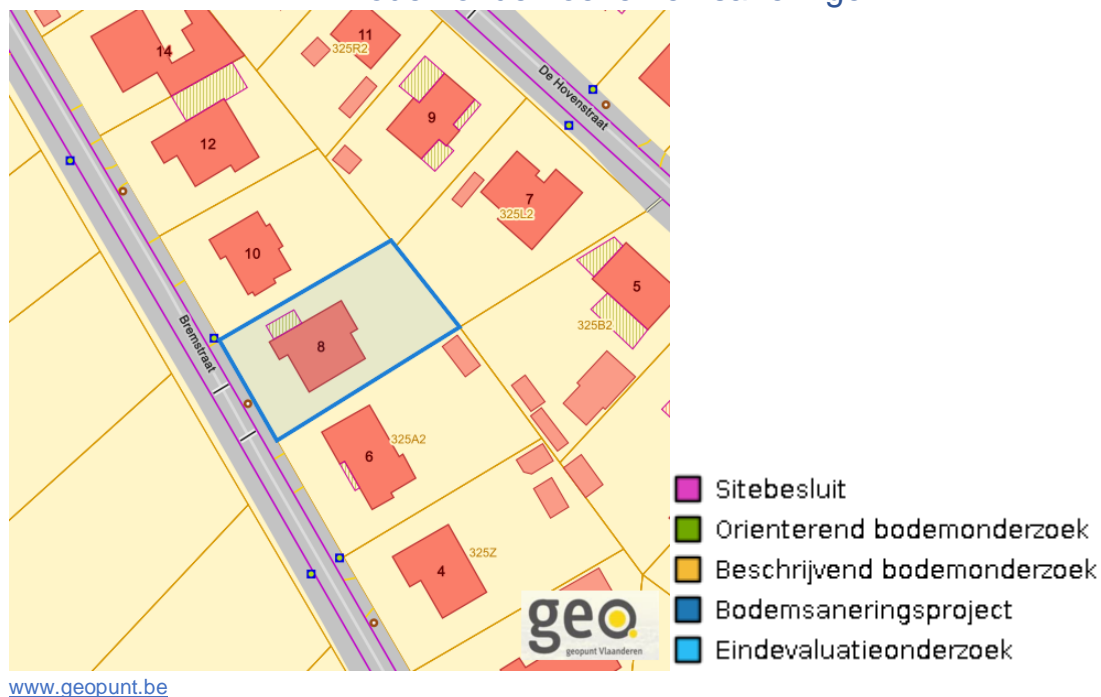 14
11
325R2
De Hovenstraat
9
12
7
325L2
10
5
325B2
Bremstraat
8
325A2
6
325Z
4
geo
geopunt Vlaanderen
Sitebesluit
Orienterend bodemonderzoek
Beschrijvend bodemonderzoek
Bodemsaneringsproject
Eindevaluatieonderzoek
www.geopunt.be